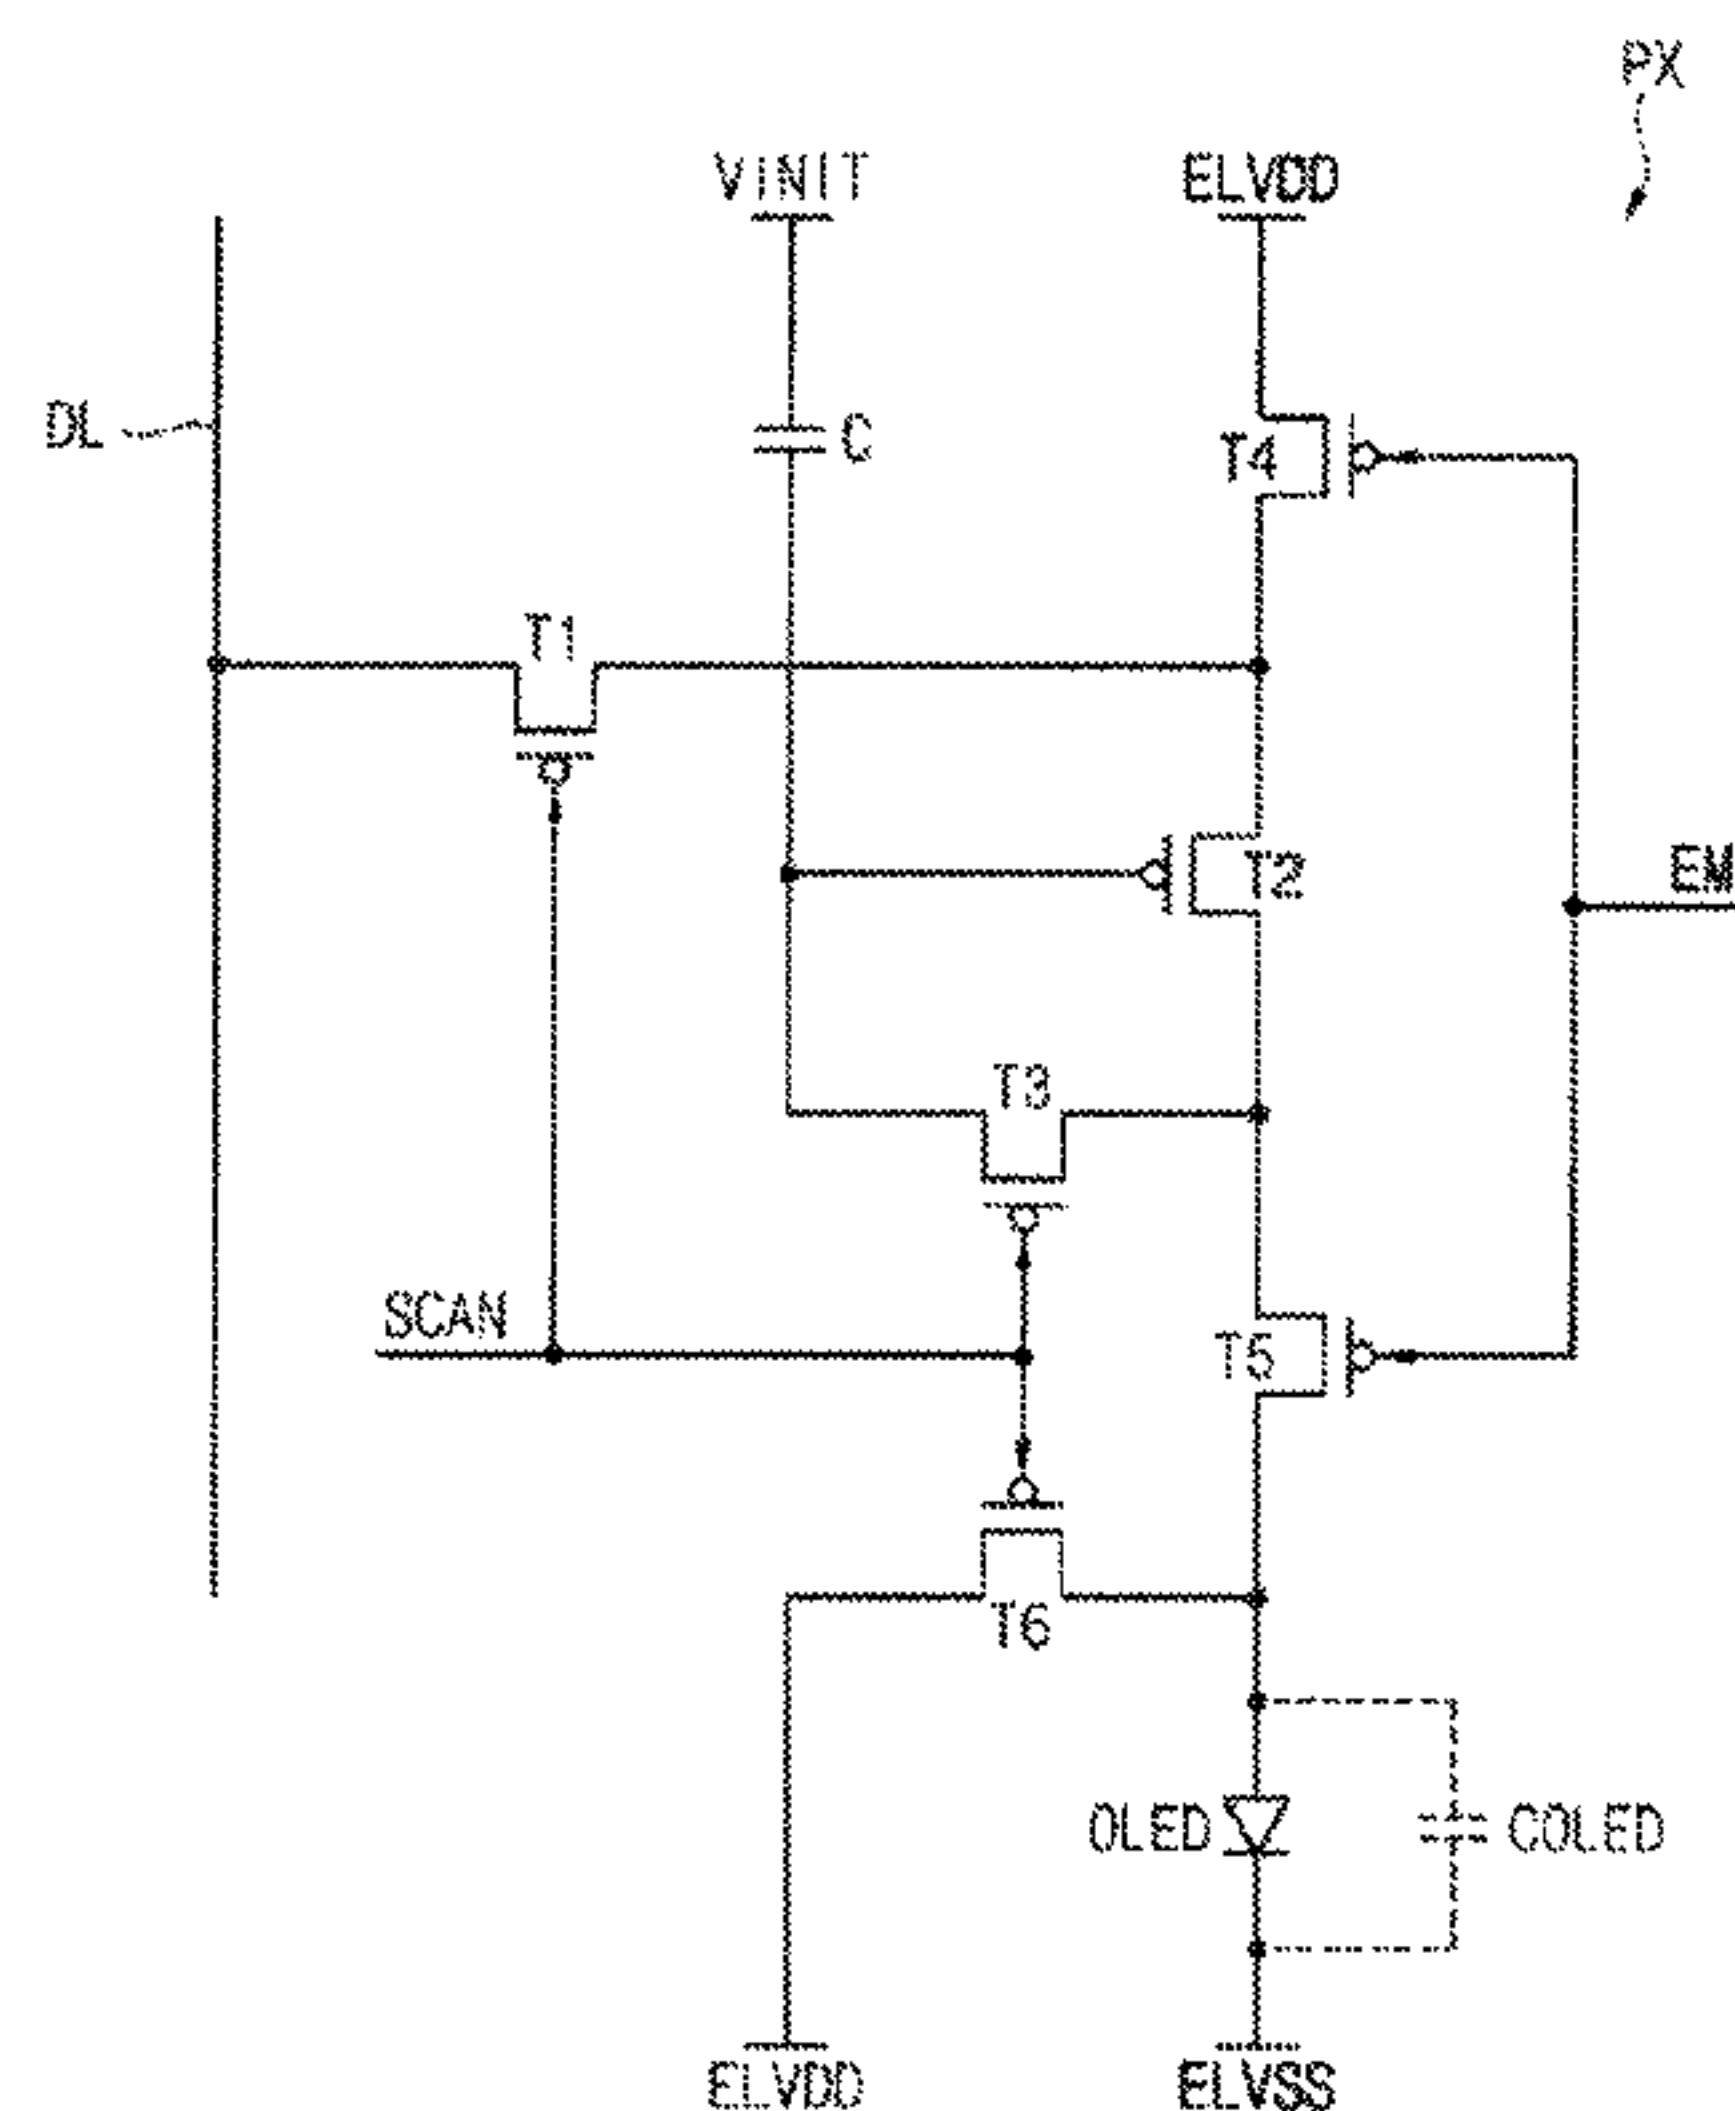 PX
VINIT
ELVDD
DL
C
T4
T1
T2
EM
T3
SCAN
T5
T6
OLED
COLED
ELVDD
ELVSS